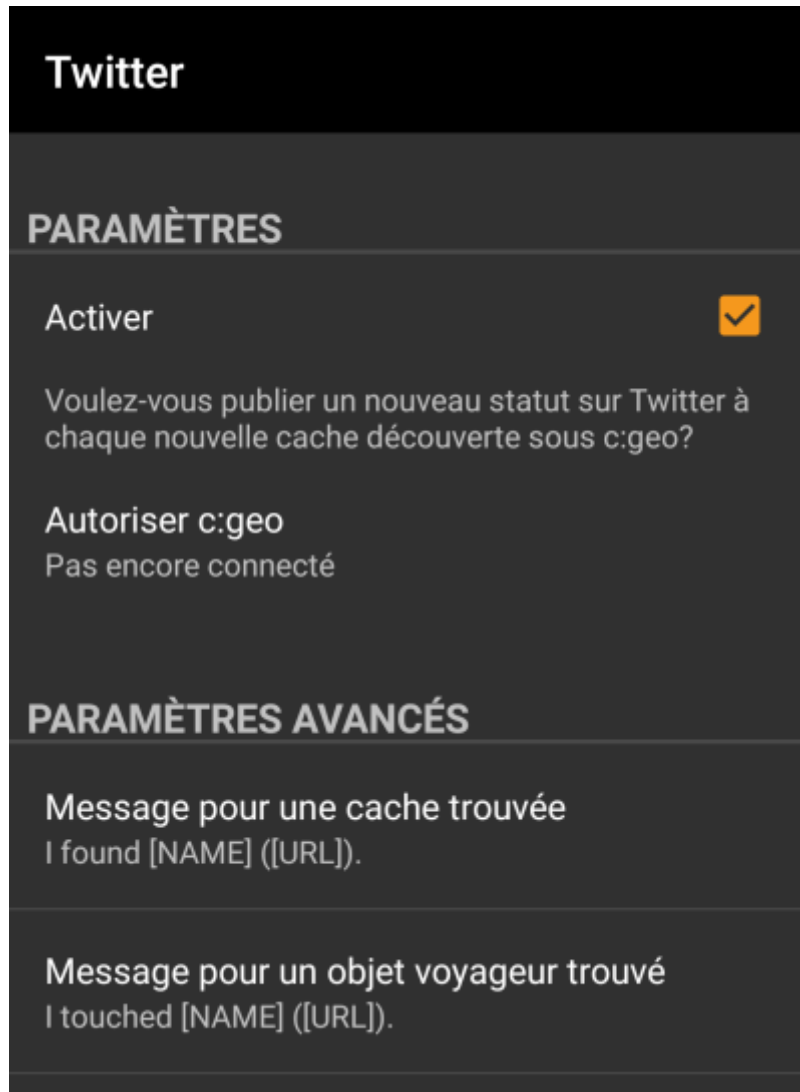 Twitter
PARAMÈTRES
Activer
Voulez-vous publier un nouveau statut sur Twitter à
chaque nouvelle cache découverte sous c:geo?
Autoriser c:geo
Pas encore connecté
PARAMÈTRES AVANCÉS
Message pour une cache trouvée
I found [NAME] ([URL]).
Message pour un objet voyageur trouvé
I touched [NAME] ([URL]).